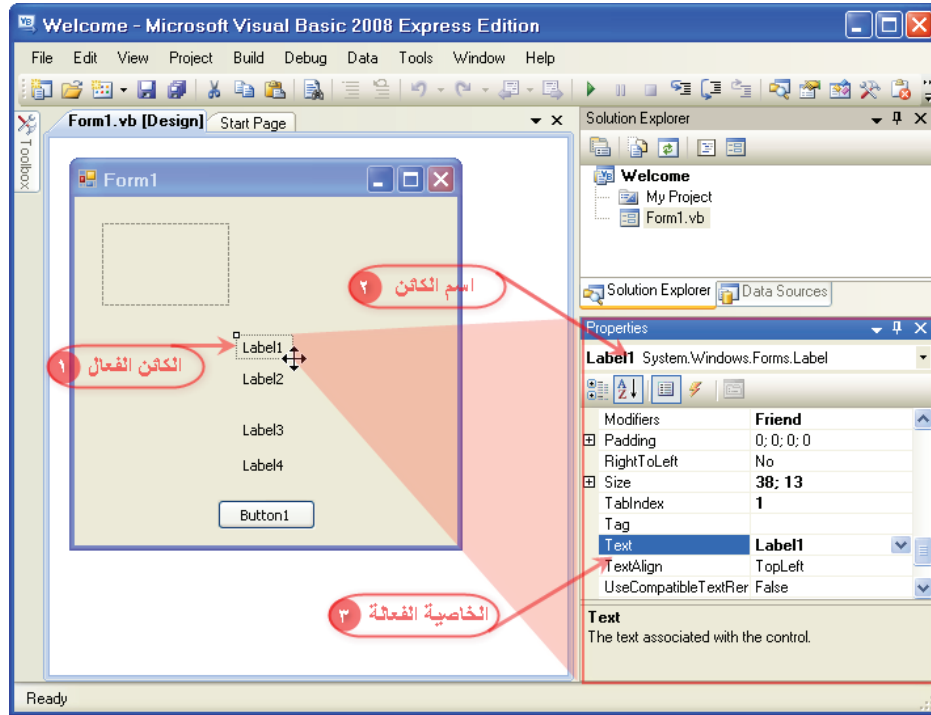 Welcome - Microsoft Visual Basic 2008 Express Edition
File Edit View Project Build Debug Data Tools Window Help
Toolbox
Form1.vb [Design] Start Page
Form1
Label1
Label2
Label3
Label4
Button1
١ الكائن الفعال
٢ اسم الكائن
٣ الخاصية الفعالة
Solution Explorer
Welcome
My Project
Form1.vb
Solution Explorer Data Sources
Properties
Label1 System.Windows.Forms.Label
Modifiers Friend
Padding 0; 0; 0; 0
RightToLeft No
Size 38; 13
TabIndex 1
Tag
Text Label1
TextAlign TopLeft
UseCompatibleTextRer False
Text
The text associated with the control.
Ready